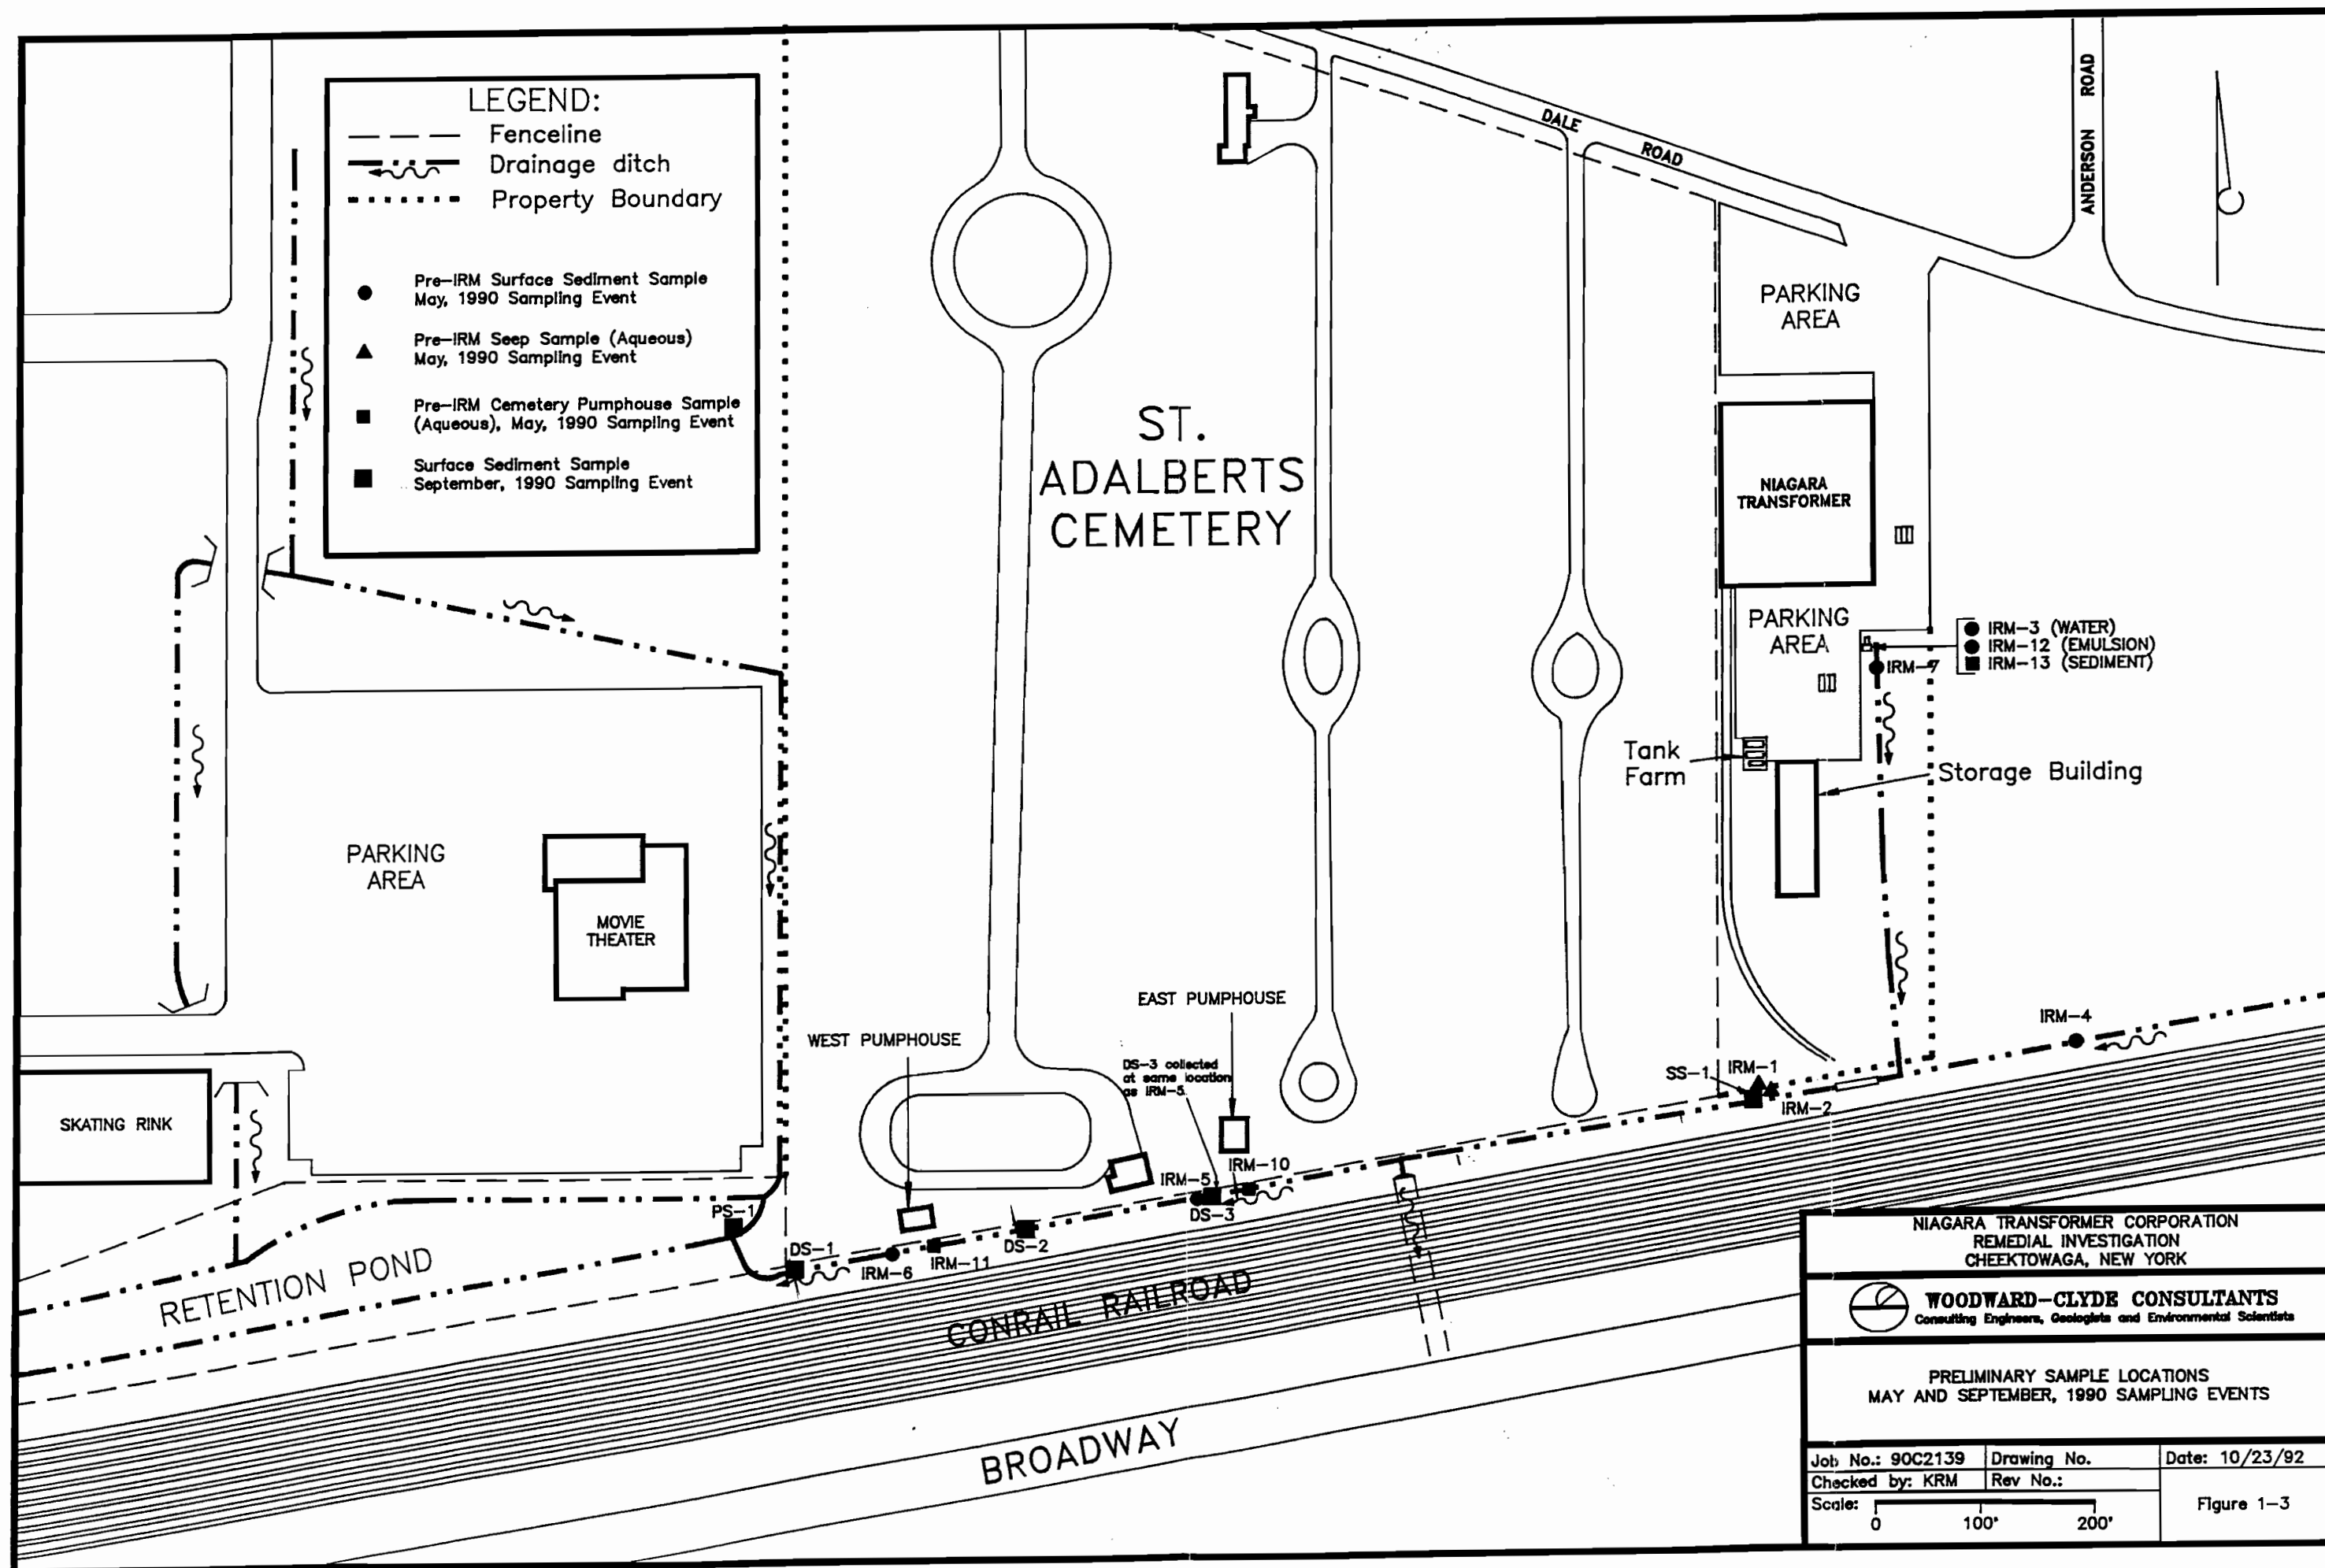 LEGEND:
Fenceline
Drainage ditch
Property Boundary
Pre-IRM Surface Sediment Sample
May, 1990 Sampling Event
Pre-IRM Seep Sample (Aqueous)
May, 1990 Sampling Event
Pre-IRM Cemetery Pumphouse Sample
(Aqueous), May, 1990 Sampling Event
Surface Sediment Sample
September, 1990 Sampling Event
DALE
ROAD
ANDERSON ROAD
PARKING
AREA
ST.
ADALBERTS
CEMETERY
NIAGARA
TRANSFORMER
PARKING
AREA
IRM-3 (WATER)
IRM-12 (EMULSION)
IRM-13 (SEDIMENT)
IRM-7
Tank
Farm
Storage Building
PARKING
AREA
MOVIE
THEATER
EAST PUMPHOUSE
WEST PUMPHOUSE
IRM-4
DS-3 collected
at same location
as IRM-5.
SS-1
IRM-1
IRM-2
SKATING RINK
IRM-10
IRM-5
DS-3
PS-1
DS-1
DS-2
IRM-11
IRM-6
RETENTION POND
CONRAIL RAILROAD
BROADWAY
NIAGARA TRANSFORMER CORPORATION
REMEDIAL INVESTIGATION
CHEEKTOWAGA, NEW YORK
WOODWARD-CLYDE CONSULTANTS
Consulting Engineers, Geologists and Environmental Scientists
PRELIMINARY SAMPLE LOCATIONS
MAY AND SEPTEMBER, 1990 SAMPLING EVENTS
Job No.: 90C2139
Drawing No.
Date: 10/23/92
Checked by: KRM
Rev No.:
Scale:
0 100' 200'
Figure 1-3